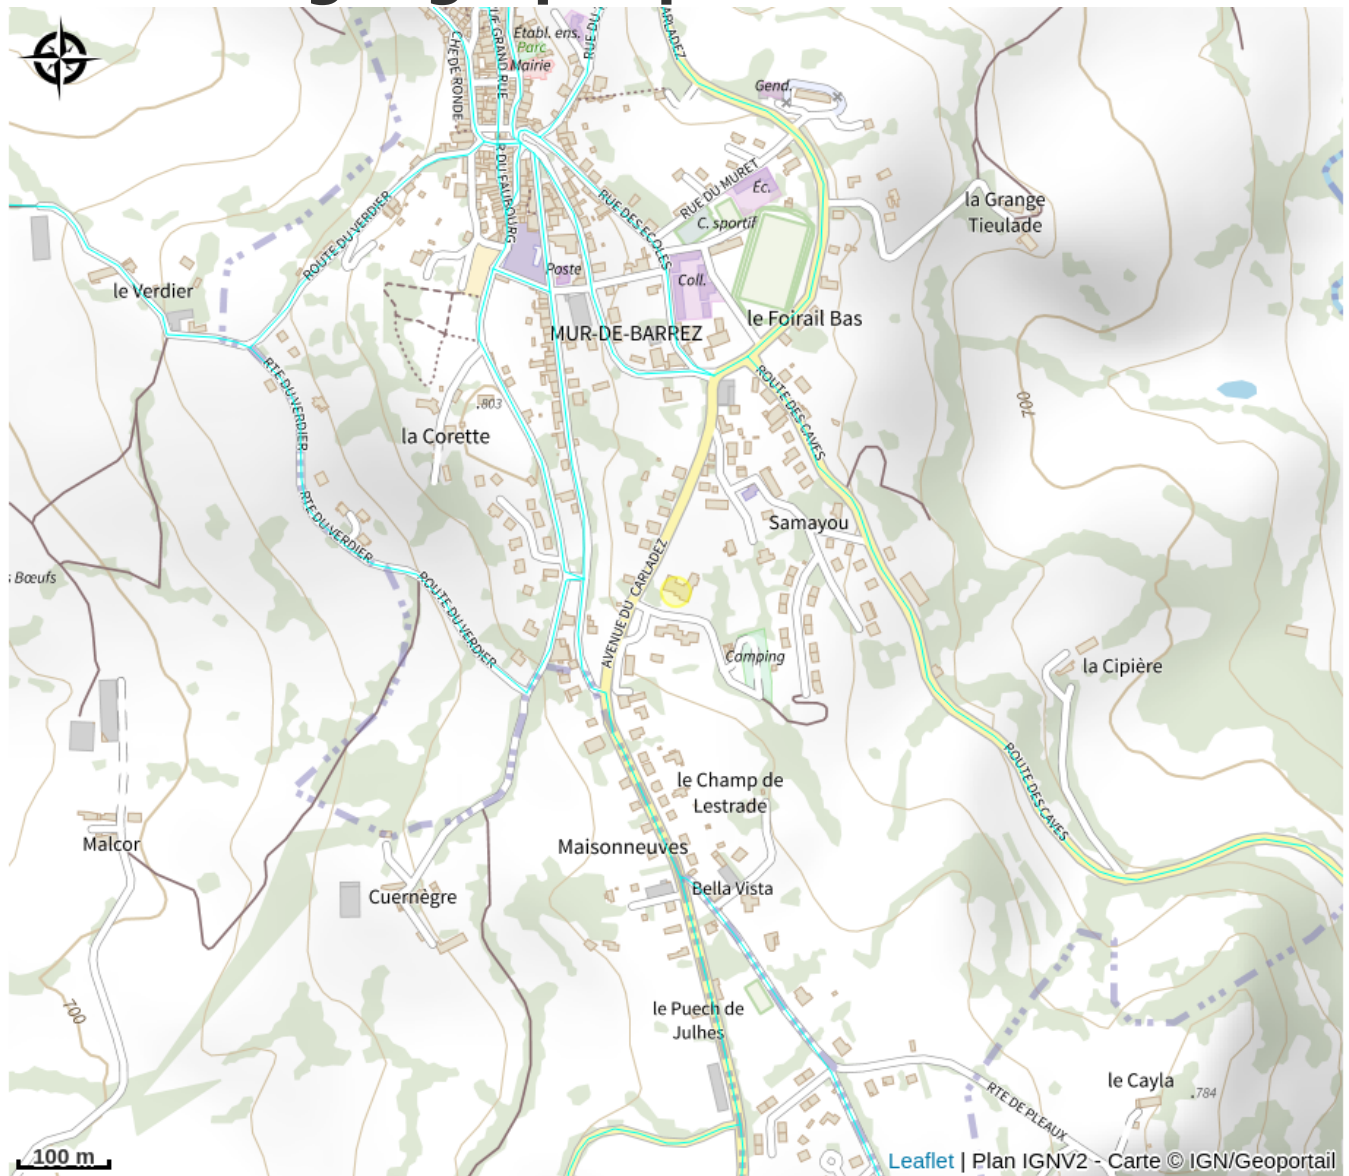 CARLADEZ
CHE DE RONDE
GRAND RUE
RUE DU
Etabl. ens.
Parc
Mairie
Gend.
R DU FAUBOURG
RUE DES ECOLES
RUE DU MURET
Éc.
C. sportif
la Grange
Tieulade
ROUTE DU VERDIER
le Verdier
Poste
Coll.
MUR-DE-BARREZ
le Foirail Bas
RTE DU VERDIER
ROUTE DES CAVES
700
803
la Corette
RTE DU VERDIER
Samayou
s Bœufs
ROUTE DU VERDIER
AVENUE DU CARLADEZ
Camping
la Cipière
ROUTE DES CAVES
le Champ de
Lestrade
Malcor
Maisonneuves
Cuernègre
Bella Vista
700
le Puech de
Julhes
RTE DE PLEAUX
le Cayla
.784
100 m
Leaflet | Plan IGNV2 - Carte © IGN/Geoportail